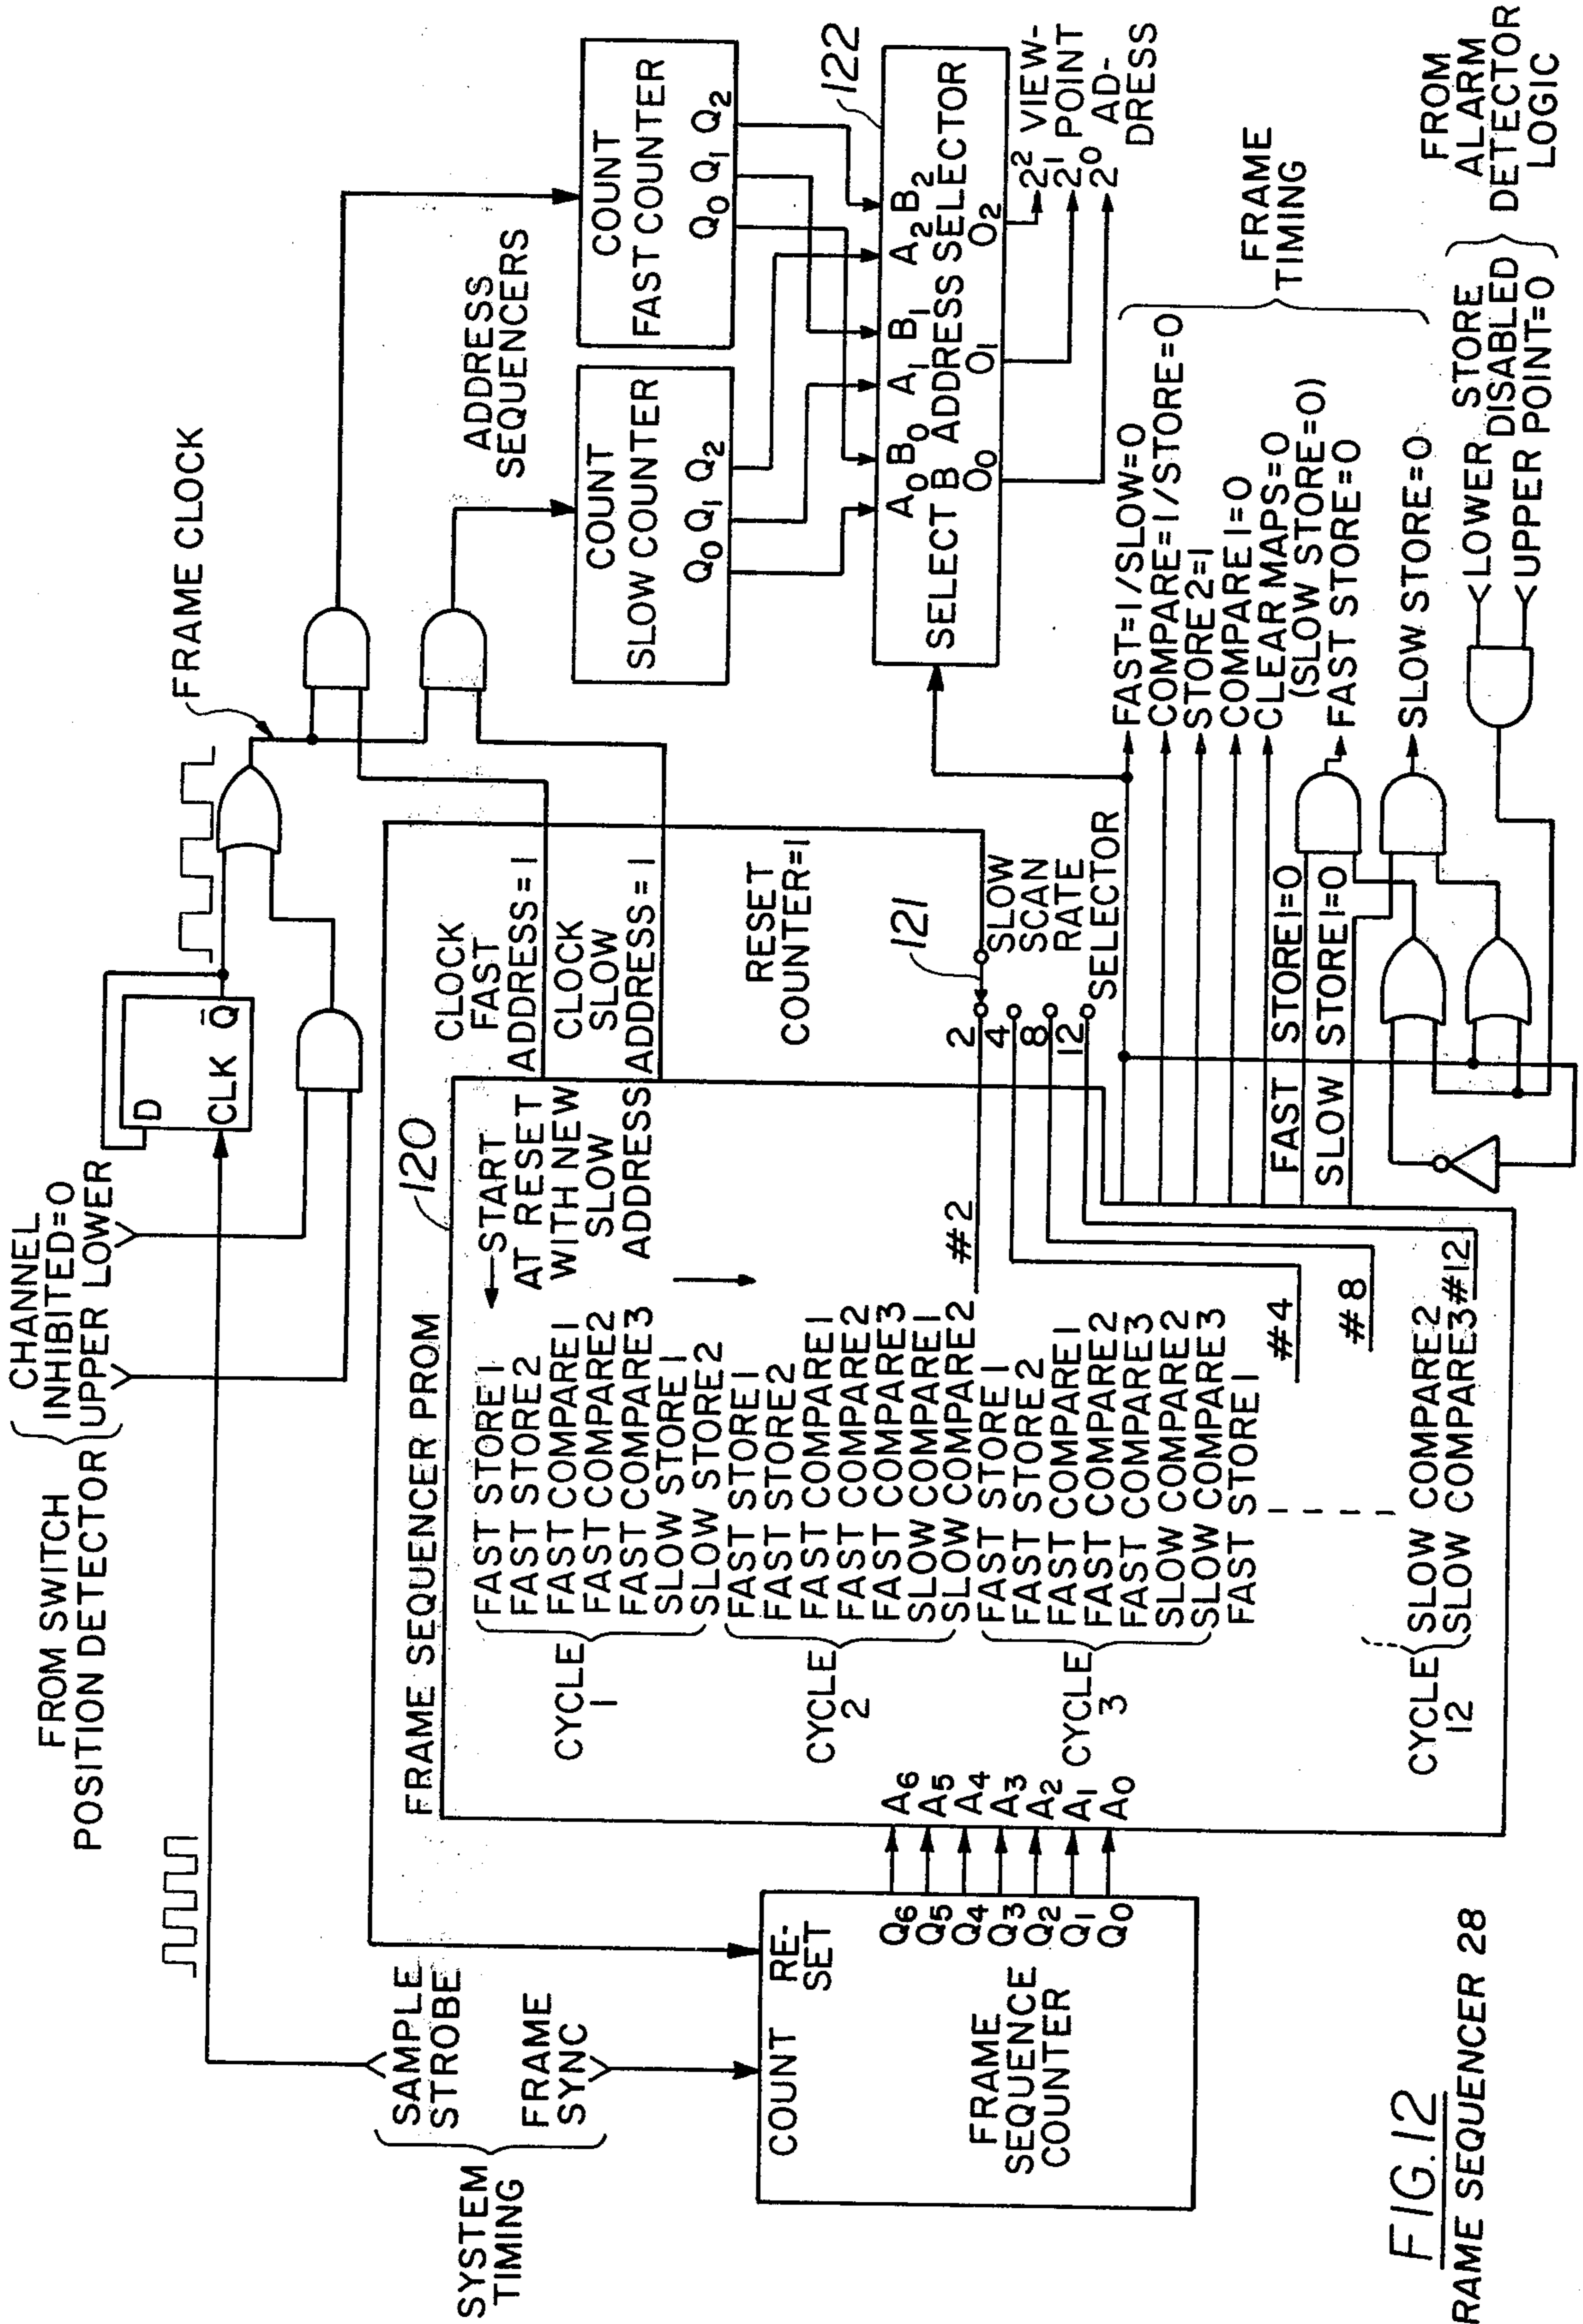 FROM SWITCH
POSITION DETECTOR
CHANNEL
INHIBITED=0
UPPER LOWER
SYSTEM
TIMING
SAMPLE
STROBE
FRAME
SYNC
D
CLK Q̄
FRAME CLOCK
COUNT
RE-
SET
FRAME
SEQUENCE
COUNTER
Q6
Q5
Q4
Q3
Q2
Q1
Q0
A6
A5
A4
A3
A2
A1
A0
FRAME SEQUENCER PROM
120
CYCLE
1
FAST STORE 1
FAST STORE 2
FAST COMPARE 1
FAST COMPARE 2
FAST COMPARE 3
SLOW STORE 1
SLOW STORE 2
START
AT RESET
WITH NEW
SLOW
ADDRESS
CYCLE
2
FAST STORE 1
FAST STORE 2
FAST COMPARE 1
FAST COMPARE 2
FAST COMPARE 3
SLOW COMPARE 1
SLOW COMPARE 2
#2
CYCLE
3
FAST STORE 1
FAST STORE 2
FAST COMPARE 1
FAST COMPARE 2
FAST COMPARE 3
SLOW COMPARE 2
SLOW COMPARE 3
FAST STORE 1
#4
#8
CYCLE
12
SLOW COMPARE 2
SLOW COMPARE 3
#12
CLOCK
FAST
ADDRESS=1
CLOCK
SLOW
ADDRESS=1
RESET
COUNTER=1
121
2
4
8
12
SLOW
SCAN
RATE
SELECTOR
ADDRESS
SEQUENCERS
COUNT
SLOW COUNTER
Q0 Q1 Q2
COUNT
FAST COUNTER
Q0 Q1 Q2
122
A0 B0 A1 B1 A2 B2
SELECT B ADDRESS SELECTOR
O0 O1 O2
2² VIEW-
2¹ POINT
2⁰ AD-
DRESS
FAST=1/SLOW=0
COMPARE=1/STORE=0
STORE 2=1
COMPARE 1=0
CLEAR MAPS=0
(SLOW STORE=0)
FAST STORE=0
SLOW STORE=0
FRAME
TIMING
FAST STORE 1=0
SLOW STORE 1=0
LOWER STORE
DISABLED
UPPER POINT=0
FROM
ALARM
DETECTOR
LOGIC
FIG.12
RAME SEQUENCER 28